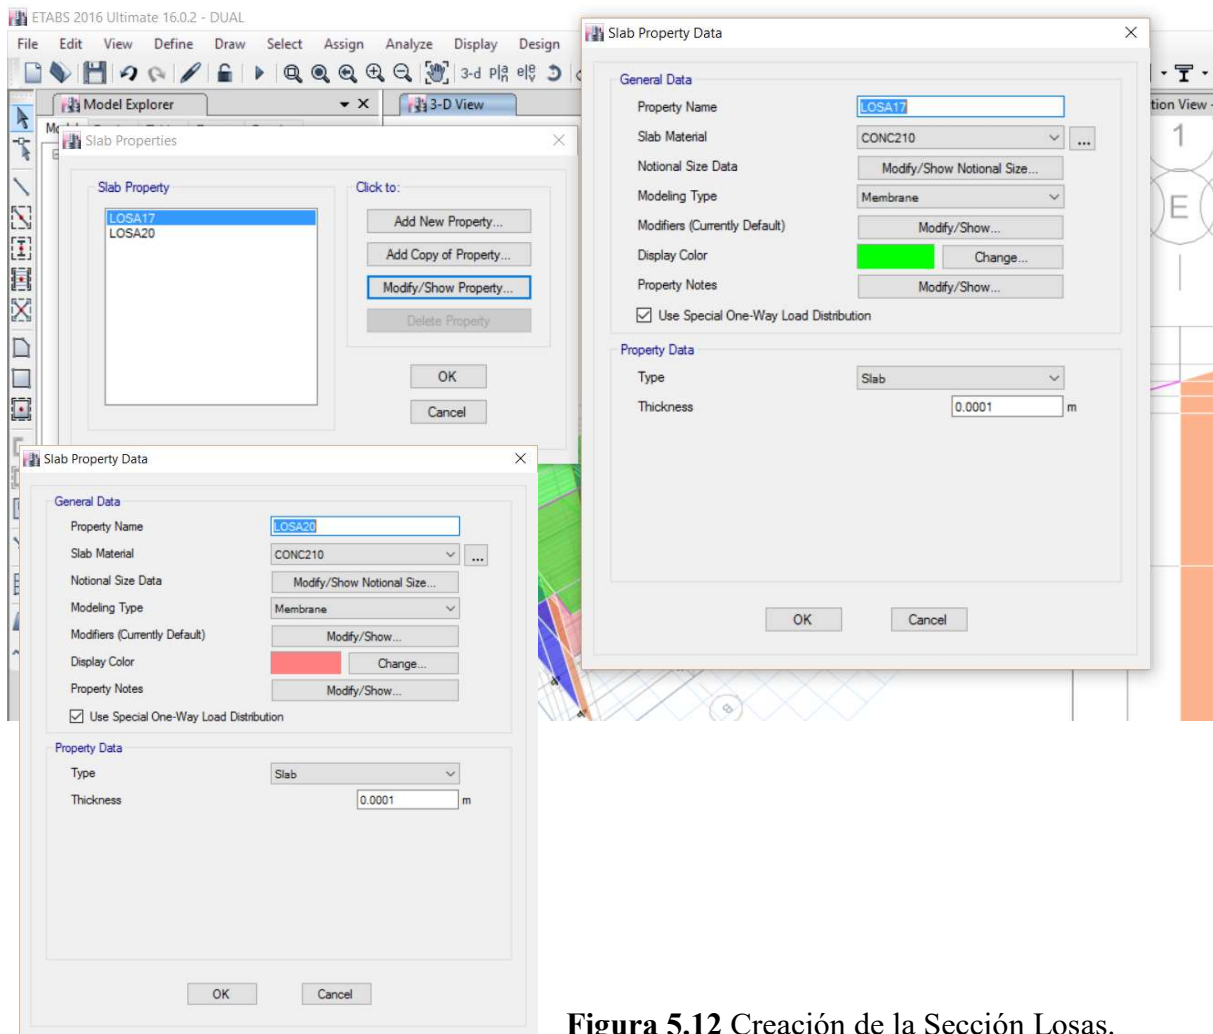 ETABS 2016 Ultimate 16.0.2 - DUAL
File Edit View Define Draw Select Assign Analyze Display Design
3-d
Model Explorer
3-D View
Slab Properties
Slab Property
LOSA17
LOSA20
Click to:
Add New Property...
Add Copy of Property...
Modify/Show Property...
Delete Property
OK
Cancel
Slab Property Data
General Data
Property Name LOSA17
Slab Material CONC210 ...
Notional Size Data Modify/Show Notional Size...
Modeling Type Membrane
Modifiers (Currently Default) Modify/Show...
Display Color Change...
Property Notes Modify/Show...
Use Special One-Way Load Distribution
Property Data
Type Slab
Thickness 0.0001 m
OK Cancel
tion View
1
E
Slab Property Data
General Data
Property Name LOSA20
Slab Material CONC210 ...
Notional Size Data Modify/Show Notional Size...
Modeling Type Membrane
Modifiers (Currently Default) Modify/Show...
Display Color Change...
Property Notes Modify/Show...
Use Special One-Way Load Distribution
Property Data
Type Slab
Thickness 0.0001 m
OK Cancel
Figura 5.12 Creación de la Sección Losas.